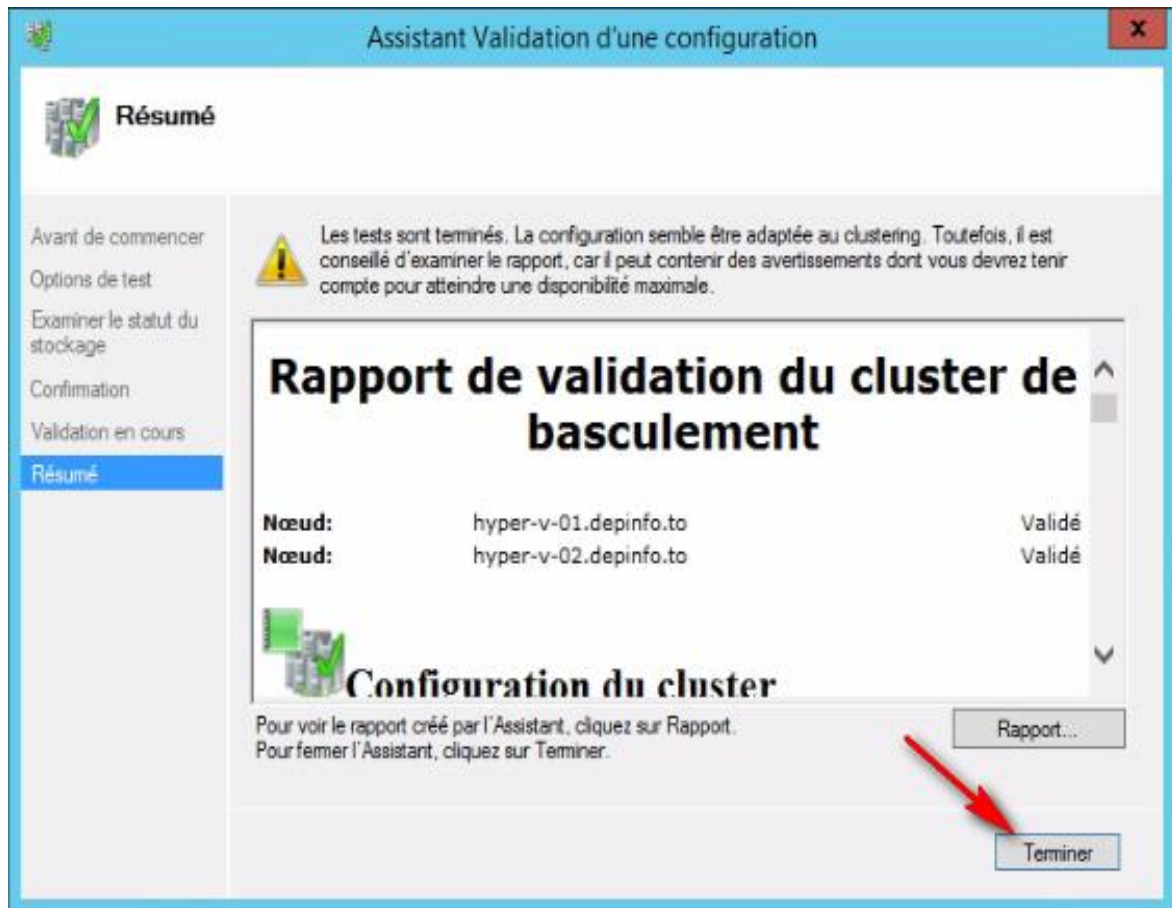 Assistant Validation d'une configuration
x
Résumé
Avant de commencer
Options de test
Examiner le statut du
stockage
Confirmation
Validation en cours
Résumé
Les tests sont terminés. La configuration semble être adaptée au clustering. Toutefois, il est
conseillé d'examiner le rapport, car il peut contenir des avertissements dont vous devrez tenir
compte pour atteindre une disponibilité maximale.
Rapport de validation du cluster de
basculement
Nœud: hyper-v-01.depinfo.to Validé
Nœud: hyper-v-02.depinfo.to Validé
Configuration du cluster
Pour voir le rapport créé par l'Assistant, cliquez sur Rapport.
Pour fermer l'Assistant, cliquez sur Terminer.
Rapport...
Terminer